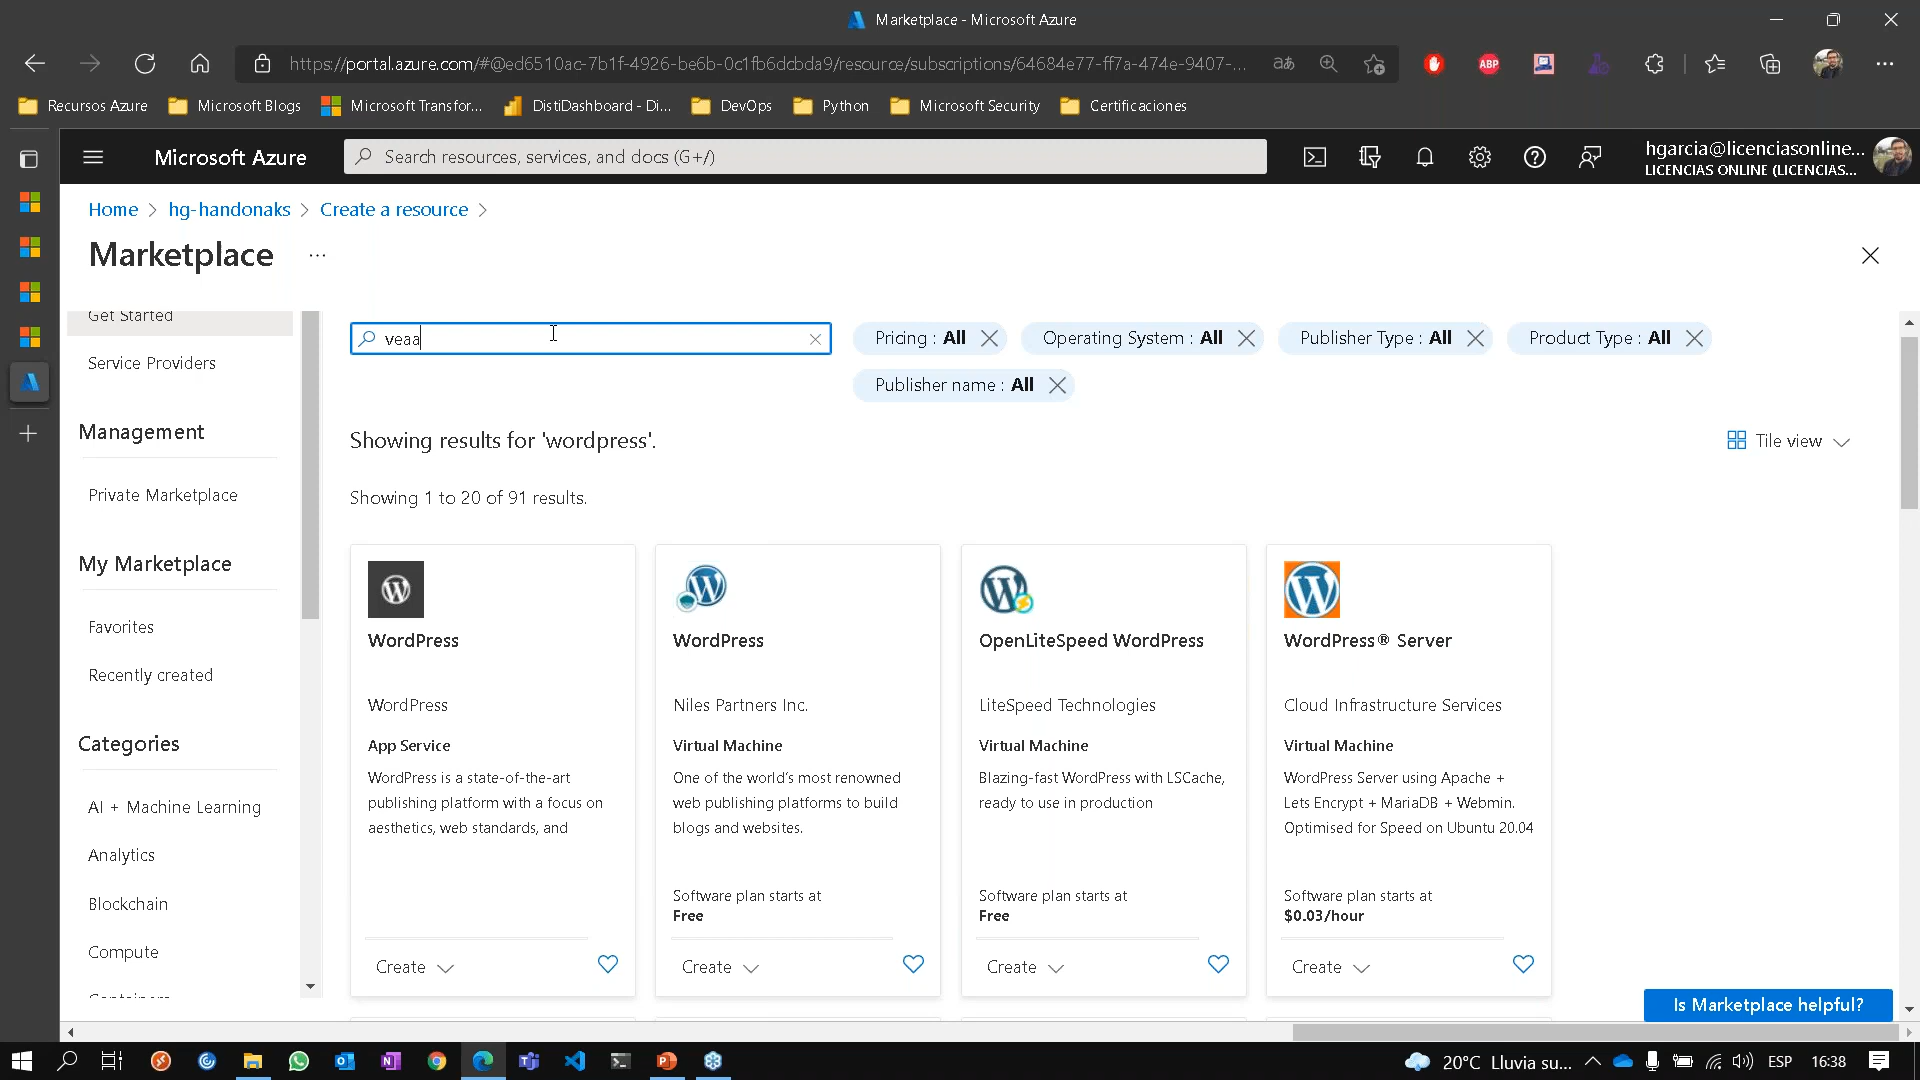 Marketplace - Microsoft Azure
https://portal.azure.com/#@ed6510ac-7b1f-4926-be6b-0c1fb6dcbda9/resource/subscriptions/64684e77-ff7a-474e-9407-...
aあ
ABP
Recursos Azure
Microsoft Blogs
Microsoft Transfor...
DistiDashboard - Di...
DevOps
Python
Microsoft Security
Certificaciones
Microsoft Azure
Search resources, services, and docs (G+/)
hgarcia@licenciasonline...
LICENCIAS ONLINE (LICENCIAS...
Home > hg-handonaks > Create a resource >
Marketplace ...
Get Started
Service Providers
Management
Private Marketplace
My Marketplace
Favorites
Recently created
Categories
AI + Machine Learning
Analytics
Blockchain
Compute
Containers
veaa
Pricing : All
Operating System : All
Publisher Type : All
Product Type : All
Publisher name : All
Showing results for 'wordpress'.
Tile view
Showing 1 to 20 of 91 results.
WordPress
WordPress
App Service
WordPress is a state-of-the-art
publishing platform with a focus on
aesthetics, web standards, and
Create
WordPress
Niles Partners Inc.
Virtual Machine
One of the world's most renowned
web publishing platforms to build
blogs and websites.
Software plan starts at
Free
Create
OpenLiteSpeed WordPress
LiteSpeed Technologies
Virtual Machine
Blazing-fast WordPress with LSCache,
ready to use in production
Software plan starts at
Free
Create
WordPress® Server
Cloud Infrastructure Services
Virtual Machine
WordPress Server using Apache +
Lets Encrypt + MariaDB + Webmin.
Optimised for Speed on Ubuntu 20.04
Software plan starts at
$0.03/hour
Create
Is Marketplace helpful?
20°C Lluvia su...
ESP
16:38